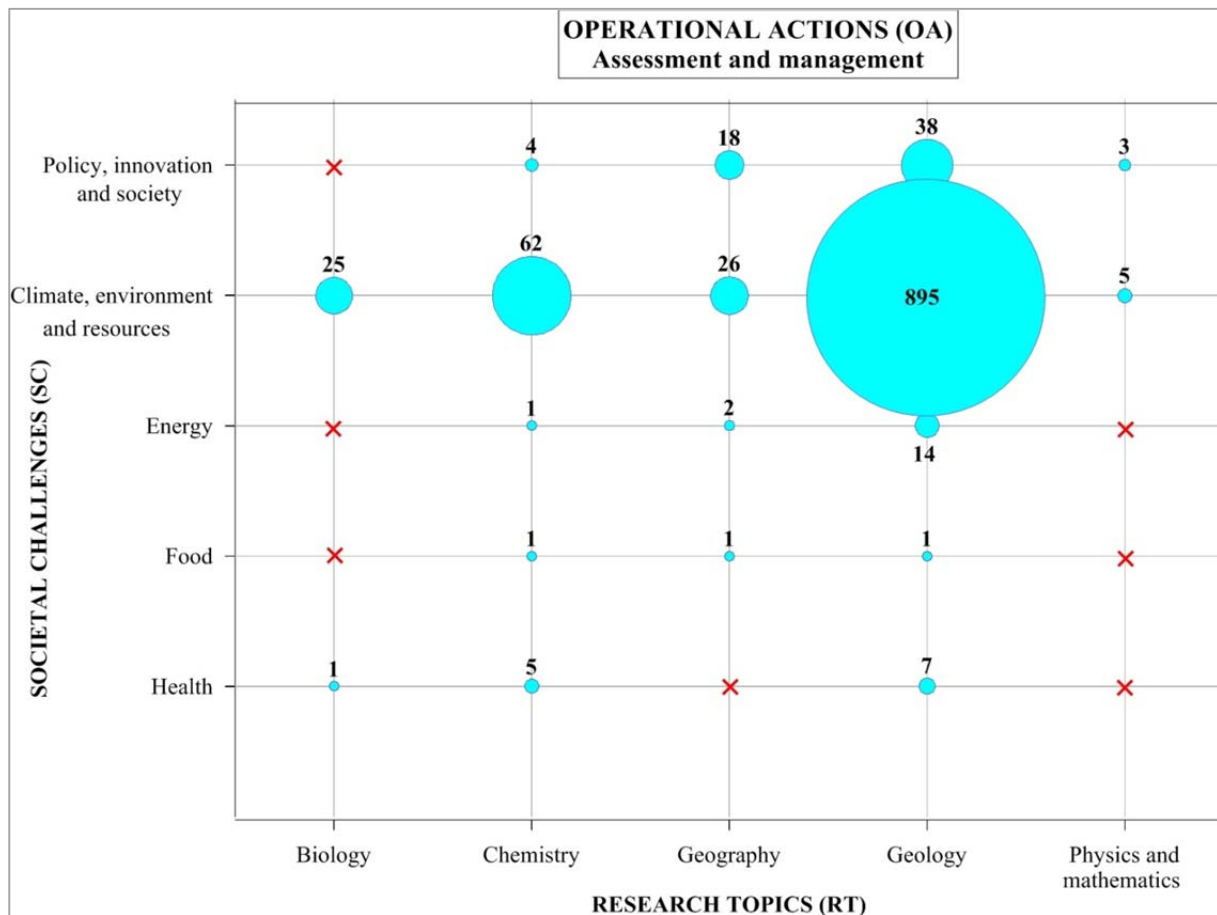 OPERATIONAL ACTIONS (OA)
Assessment and management
SOCIETAL CHALLENGES (SC)
Policy, innovation
and society
4
18
38
3
Climate, environment
and resources
25
62
26
895
5
Energy
1
2
14
Food
1
1
1
Health
1
5
7
Biology
Chemistry
Geography
Geology
Physics and
mathematics
RESEARCH TOPICS (RT)